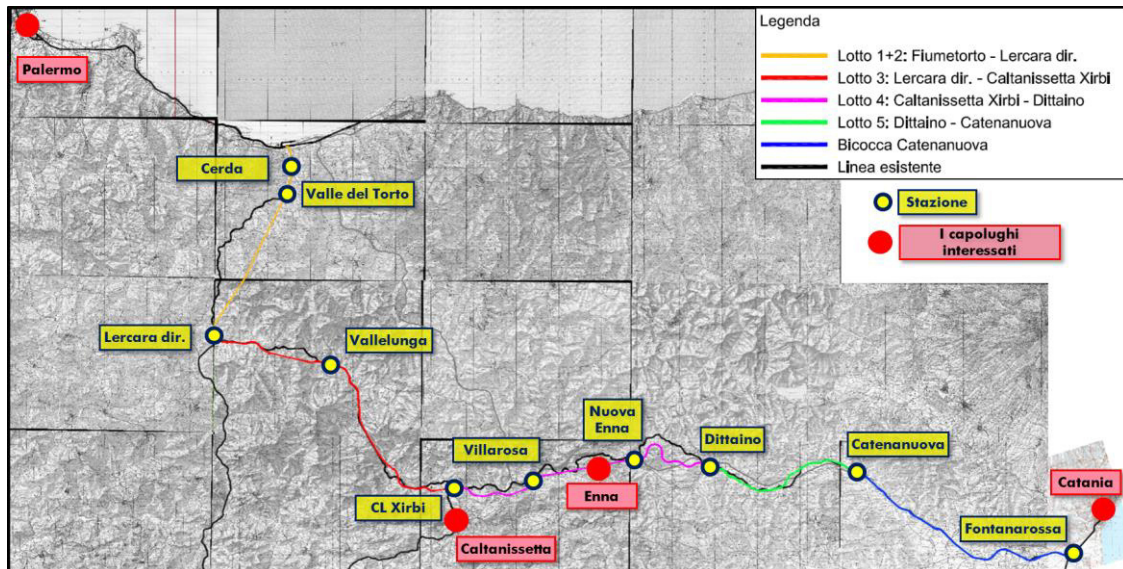 Legenda
Lotto 1+2: Fiumetorto - Lercara dir.
Lotto 3: Lercara dir. - Caltanissetta Xirbi
Lotto 4: Caltanissetta Xirbi - Dittaino
Lotto 5: Dittaino - Catenanuova
Bicocca Catenanuova
Linea esistente
Stazione
I capolughi
interessati
Palermo
Cerda
Valle del Torto
Lercara dir.
Vallelunga
Nuova
Enna
Villarosa
Dittaino
Catenanuova
Enna
Catania
CL Xirbi
Fontanarossa
Caltanissetta